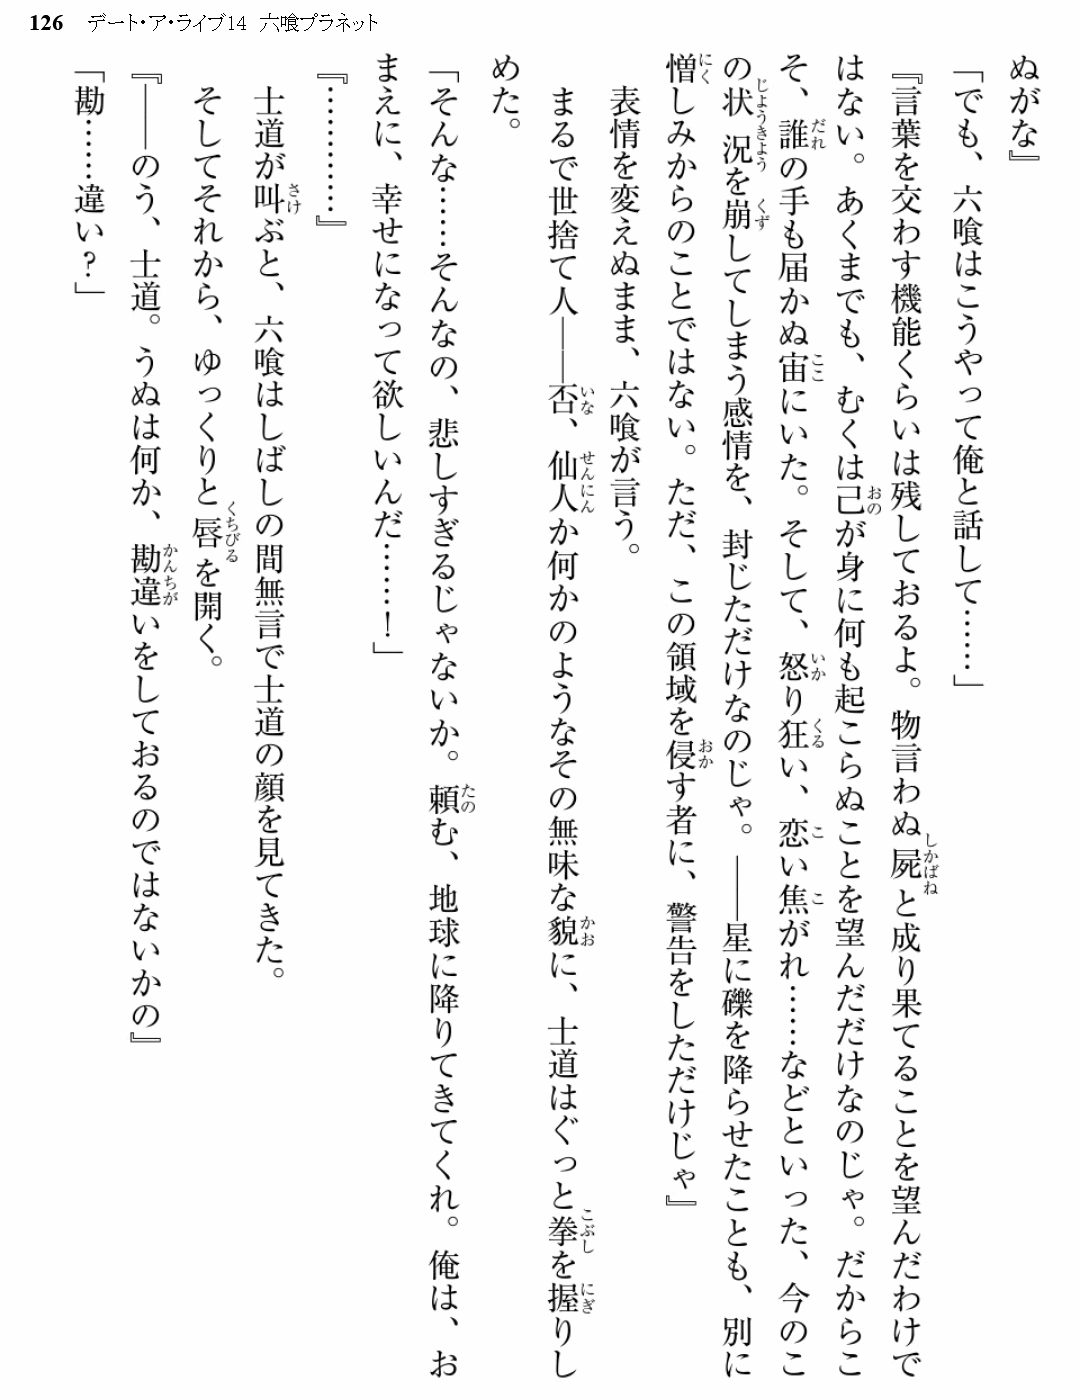 126 デート・ア・ライブ14 六喰プラネット
ぬがな』
「でも、六喰はこうやって俺と話して……」
『言葉を交わす機能くらいは残しておるよ。物言わぬ屍と成り果てることを望んだわけで
はない。あくまでも、むくは己が身に何も起こらぬことを望んだだけなのじゃ。だからこ
そ、誰の手も届かぬ宙にいた。そして、怒り狂い、恋い焦がれ……などといった、今のこ
の状況を崩してしまう感情を、封じただけなのじゃ。――星に礫を降らせたことも、別に
憎しみからのことではない。ただ、この領域を侵す者に、警告をしただけじゃ』
表情を変えぬまま、六喰が言う。
まるで世捨て人――否、仙人か何かのようなその無味な貌に、士道はぐっと拳を握りし
めた。
「そんな……そんなの、悲しすぎるじゃないか。頼む、地球に降りてきてくれ。俺は、お
まえに、幸せになって欲しいんだ……！」
『…………』
士道が叫ぶと、六喰はしばしの間無言で士道の顔を見てきた。
そしてそれから、ゆっくりと唇を開く。
『――のう、士道。うぬは何か、勘違いをしておるのではないかの』
「勘……違い？」